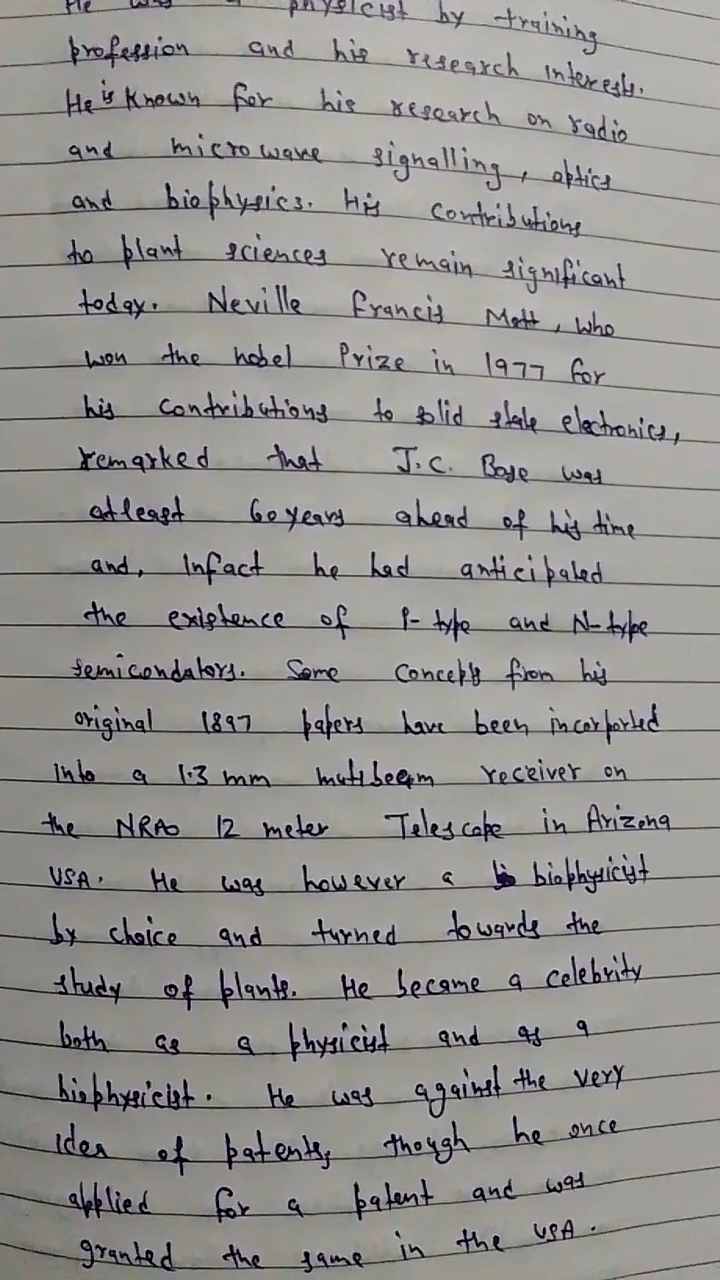 He was a physicist by training
profession and his research interests.
He is known for his research on radio
and microwave signalling, optics
and biophysics. His contributions
to plant sciences remain significant
today. Neville Francis Mott, who
won the nobel Prize in 1977 for
his contributions to solid state electronics,
remarked that J.C. Bose was
atleast 60 years ahead of his time
and, Infact he had anticipated
the existence of P-type and N-type
semicondators. Some concepts from his
original 1897 papers have been incorported
into a 1.3 mm mutibeam receiver on
the NRAO 12 meter Telescope in Arizona
USA. He was however a biophysicist
by choice and turned towards the
study of plants. He became a celebrity
both as a physicist and as a
biophysicist. He was against the very
idea of patents, though he once
applied for a patent and was
granted the same in the USA.